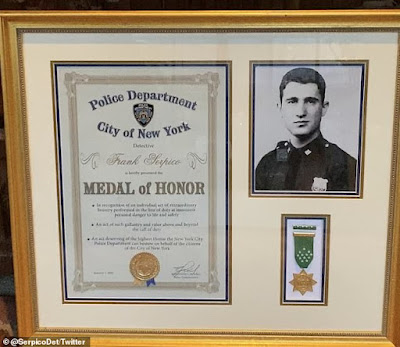 Police Department
City of New York
Detective
Frank Serpico
is hereby presented the
MEDAL of HONOR
In recognition of an individual act of extraordinary
bravery performed in the line of duty at imminent
personal danger to life and safety
An act of such gallantry and valor above and beyond
the call of duty
An act deserving of the highest honor the New York City
Police Department can bestow on behalf of the citizens
of the City of New York
© @SerpicoDet/Twitter